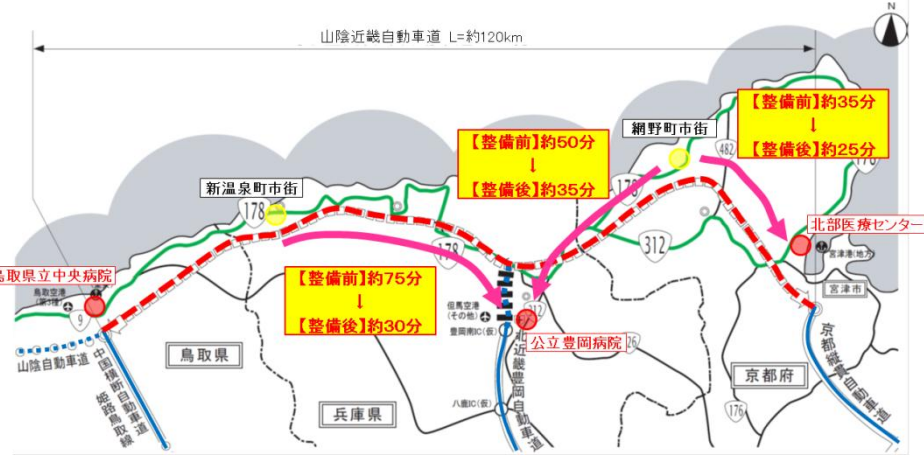 山陰近畿自動車道 L=約120km
N
【整備前】約35分
↓
【整備後】約25分
網野町市街
482
178
【整備前】約50分
↓
【整備後】約35分
新温泉町市街
178
178
178
312
北部医療センター
宮津港(地方)
宮津市
鳥取県立中央病院
鳥取空港
(第3種)
9
【整備前】約75分
↓
【整備後】約30分
但馬空港
(その他)
豊岡南IC(仮)
312
公立豊岡病院
26
山陰自動車道
中国横断自動車道
姫路鳥取線
鳥取県
兵庫県
八鹿IC(仮)
北近畿豊岡自動車道
京都府
176
京都縦貫自動車道